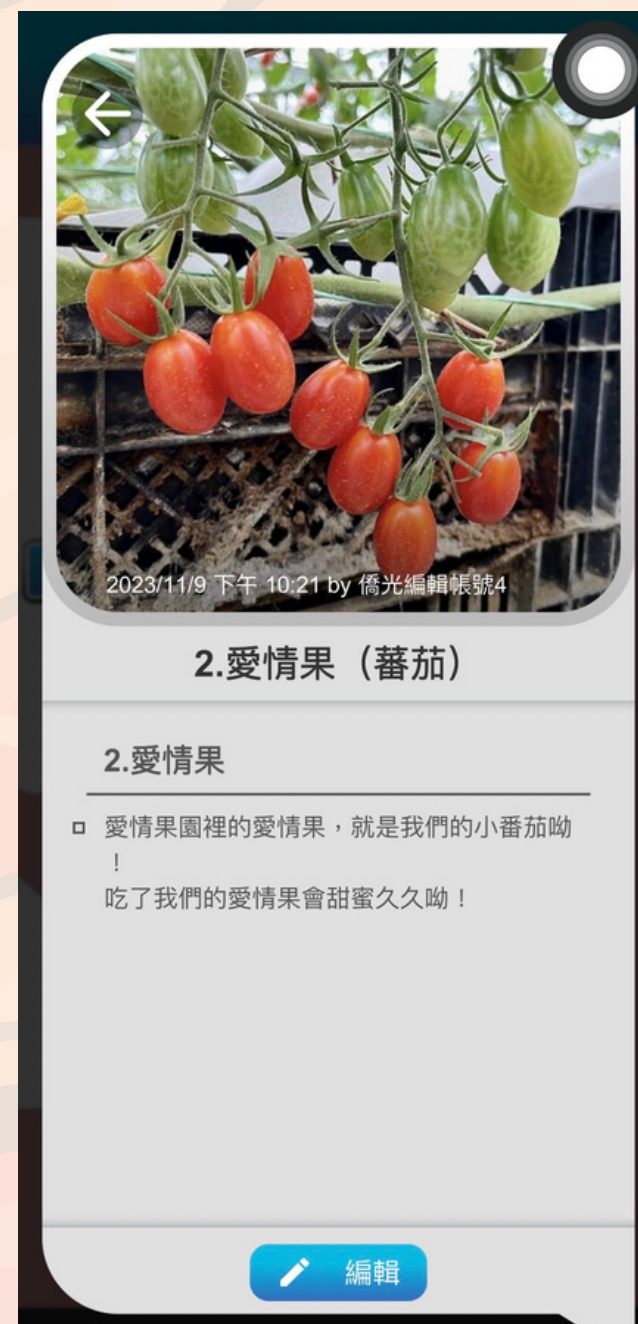 2023/11/9 下午 10:21 by 僑光編輯帳號4
2.愛情果（蕃茄）
2.愛情果
愛情果園裡的愛情果，就是我們的小番茄呦
！
吃了我們的愛情果會甜蜜久久呦！
編輯